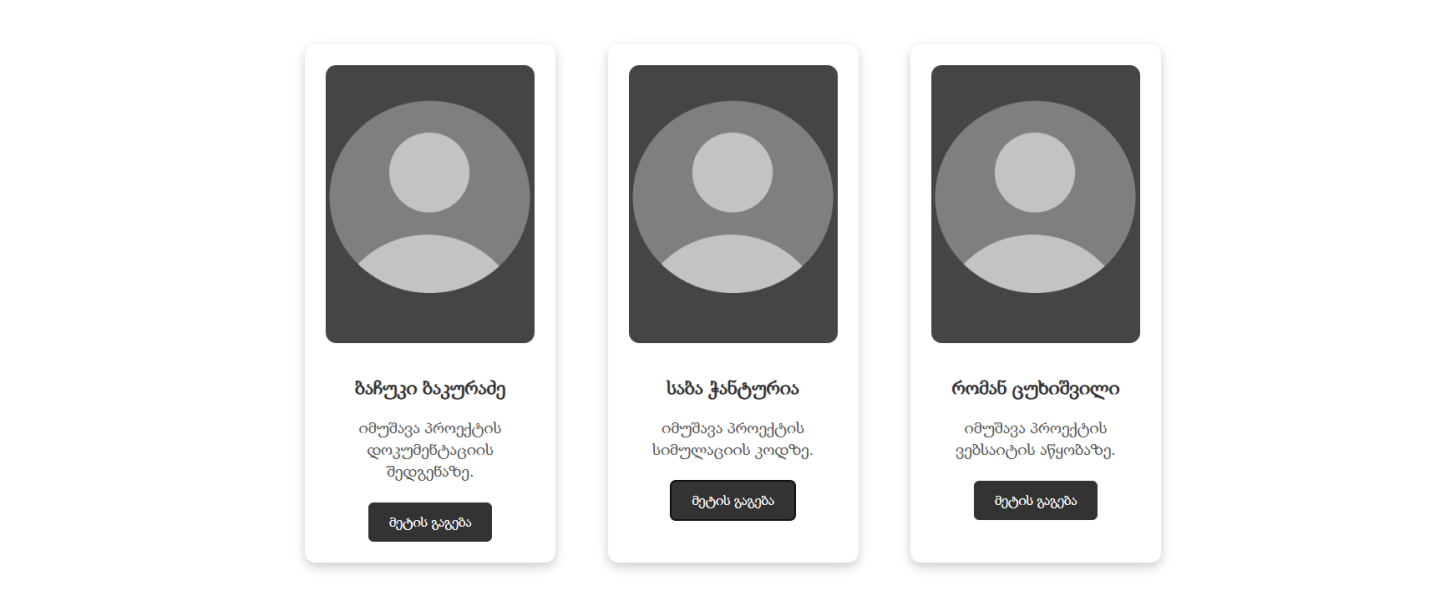 ბაჩუკი ბაკურაძე
იმუშავა პროექტის
დოკუმენტაციის
შედგენაზე.
მეტის გაგება
საბა ჭანტურია
იმუშავა პროექტის
სიმულაციის კოდზე.
მეტის გაგება
რომან ცუხიშვილი
იმუშავა პროექტის
ვებსაიტის აწყობაზე.
მეტის გაგება